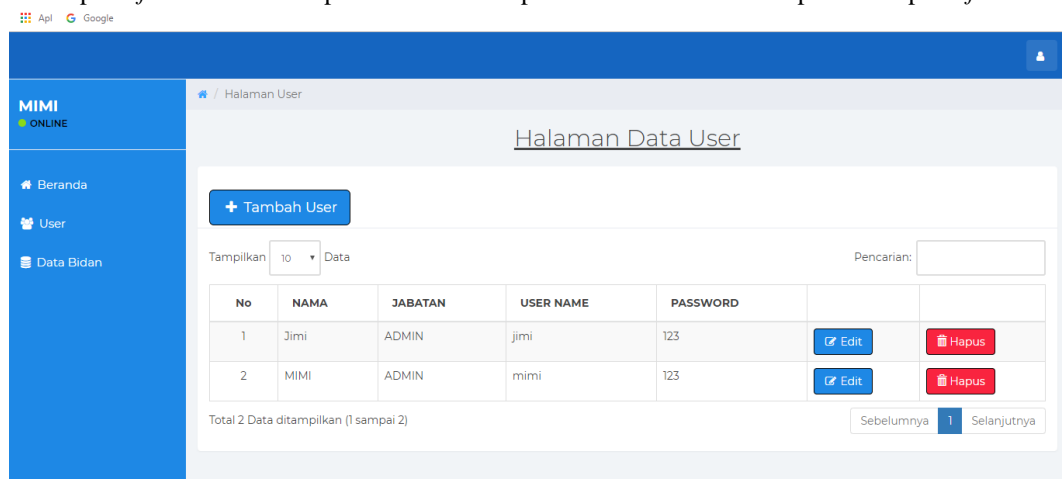 Apl Google
MIMI
ONLINE
Beranda
User
Data Bidan
/ Halaman User
Halaman Data User
+ Tambah User
Tampilkan 10 Data
Pencarian:
No NAMA JABATAN USER NAME PASSWORD
1 Jimi ADMIN jimi 123 Edit Hapus
2 MIMI ADMIN mimi 123 Edit Hapus
Total 2 Data ditampilkan (1 sampai 2)
Sebelumnya 1 Selanjutnya